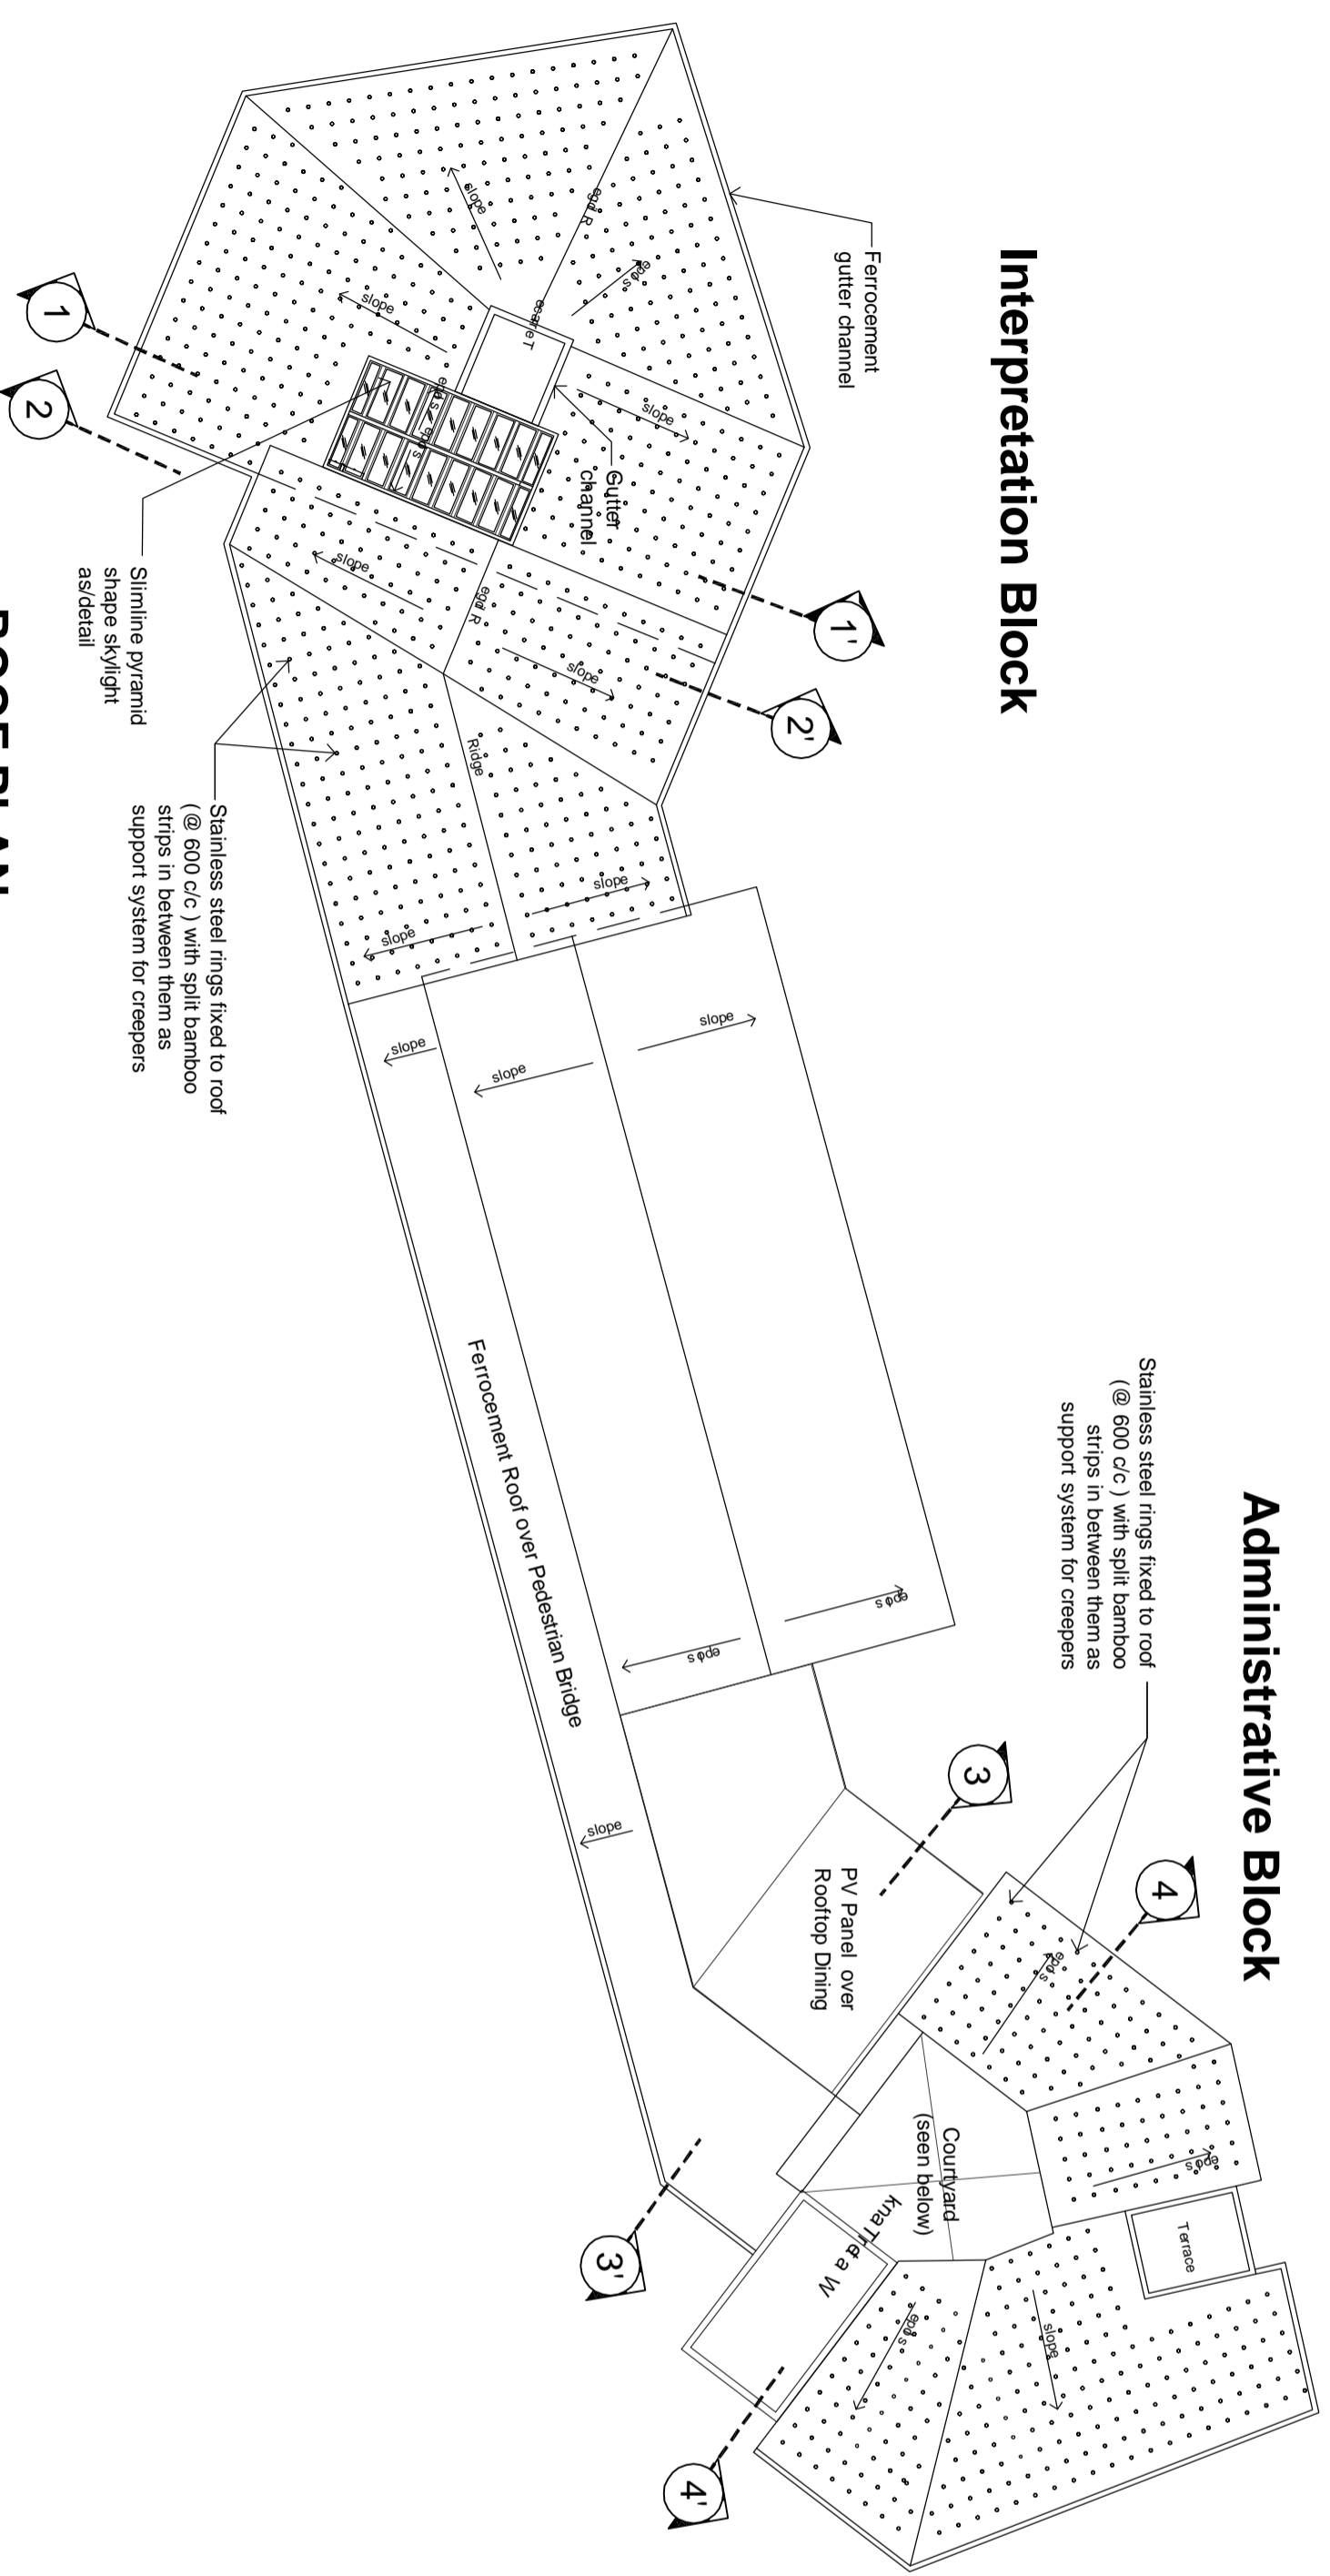 Administrative Block
Interpretation Block
Stainless steel rings fixed to roof
(@ 600 c/c ) with split bamboo
strips in between them as
support system for creepers
Ferrocement
gutter channel
Terrace
4
3
1'
2'
slope
Courtyard
(seen below)
PV Panel over
Rooftop Dining
slope
slope
slope
slope
Gutter
channel
slope
Ridge
slope
slope
slope
slope
slope
slope
slope
Ferrocement Roof over Pedestrian Bridge
3'
4'
1
2
Slimline pyramid
shape skylight
as/detail
Stainless steel rings fixed to roof
(@ 600 c/c ) with split bamboo
strips in between them as
support system for creepers
ROOF PLAN